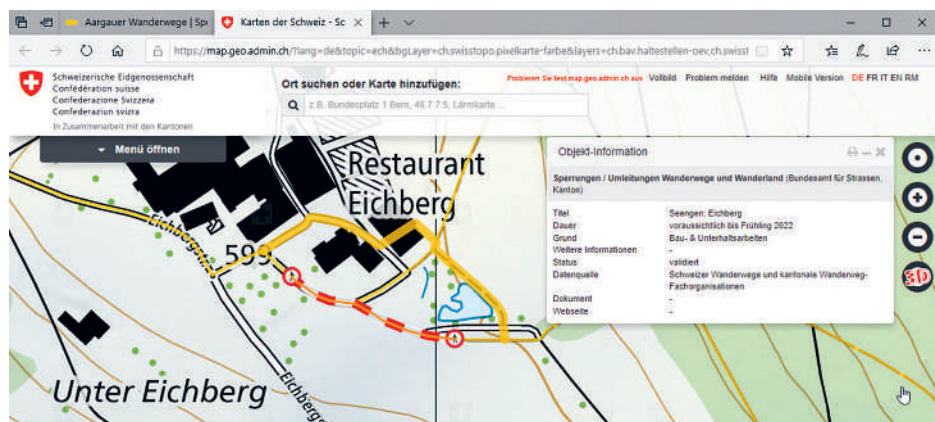 Aargauer Wanderwege | Sp
Karten der Schweiz - Sc
https://map.geo.admin.ch/?lang=de&topic=ech&bgLayer=ch.swisstopo.pixelkarte-farbe&layers=ch.bav.haltestellen-oev,ch.swisst
Schweizerische Eidgenossenschaft
Confédération suisse
Confederazione Svizzera
Confederaziun svizra
In Zusammenarbeit mit den Kantonen
Ort suchen oder Karte hinzufügen:
z.B. Bundesplatz 1 Bern, 46.7 7.5, Lärmkarte ...
Probieren Sie test.map.geo.admin.ch aus Vollbild Problem melden Hilfe Mobile Version DE FR IT EN RM
Menü öffnen
Restaurant
Eichberg
Eichberg
599
Unter Eichberg
Objekt-Information
Sperrungen / Umleitungen Wanderwege und Wanderland (Bundesamt für Strassen,
Kanton)
Titel Seengen: Eichberg
Dauer voraussichtlich bis Frühling 2022
Grund Bau- & Unterhaltsarbeiten
Weitere Informationen -
Status validiert
Datenquelle Schweizer Wanderwege und kantonale Wanderweg-
Fachorganisationen
Dokument -
Webseite -
3D